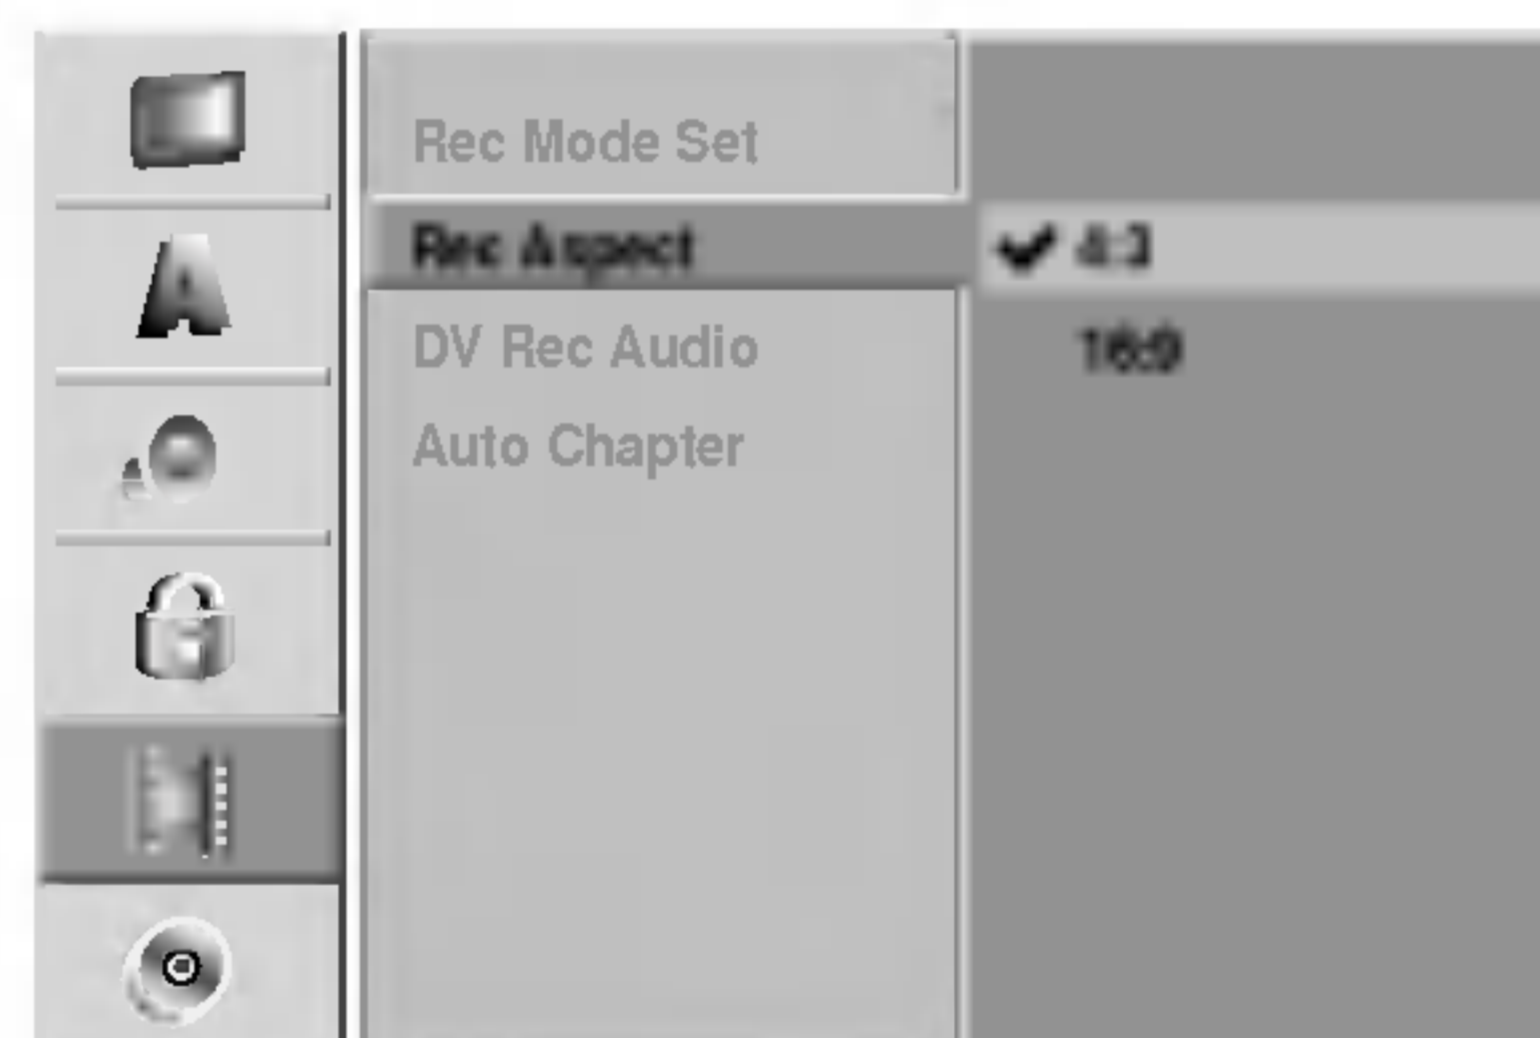 Rec Mode Set
Rec Aspect
4:3
16:9
DV Rec Audio
Auto Chapter